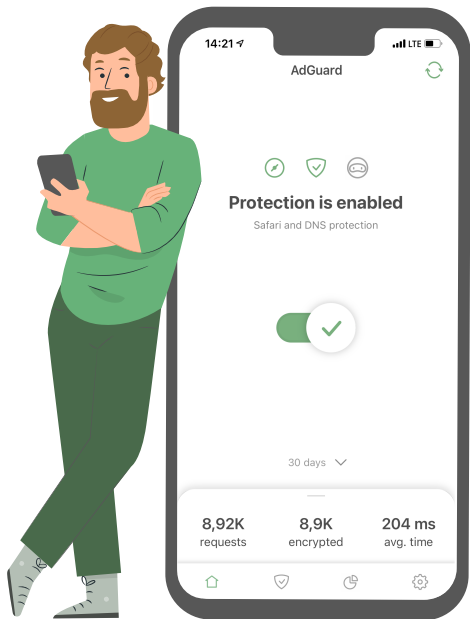 14:21 LTE
AdGuard
Protection is enabled
Safari and DNS protection
30 days
8,92K 8,9K 204 ms
requests encrypted avg. time